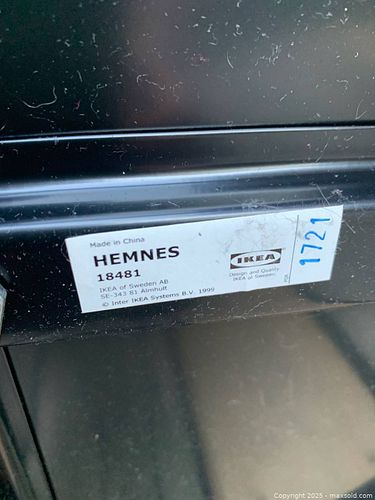 Made in China
HEMNES
18481
IKEA of Sweden AB
SE-343 81 Älmhult
© Inter IKEA Systems B.V. 1999
IKEA
Design and Quality
IKEA of Sweden
1721
Copyright 2025 - maxsold.com